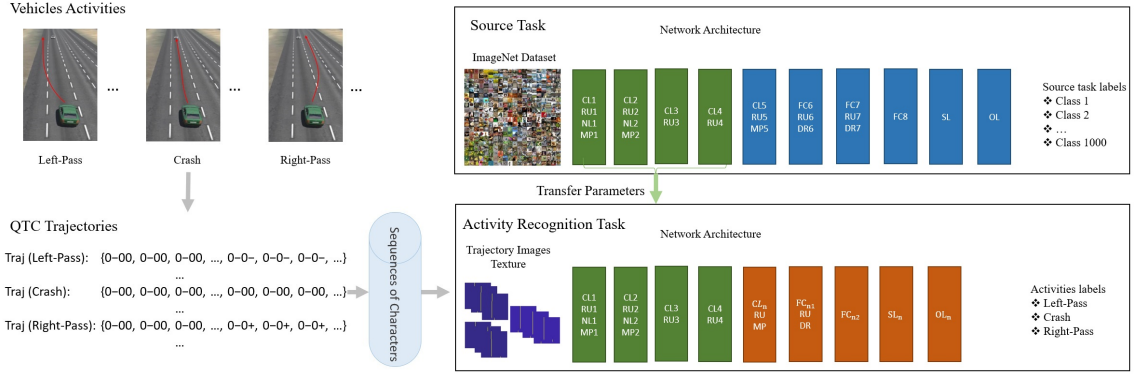 Vehicles Activities
...
...
...
Left-Pass
Crash
Right-Pass
QTC Trajectories
Traj (Left-Pass): {0−00, 0−00, 0−00, ..., 0−0−, 0−0−, 0−0−, ...}
...
Traj (Crash): {0−00, 0−00, 0−00, ..., 0−00, 0−00, 0−00, ...}
...
Traj (Right-Pass): {0−00, 0−00, 0−00, ..., 0−0+, 0−0+, 0−0+, ...}
...
Sequences of Characters
Source Task
Network Architecture
ImageNet Dataset
CL1
RU1
NL1
MP1
CL2
RU2
NL2
MP2
CL3
RU3
CL4
RU4
CL5
RU5
MP5
FC6
RU6
DR6
FC7
RU7
DR7
FC8
SL
OL
Source task labels
❖ Class 1
❖ Class 2
❖ ...
❖ Class 1000
Transfer Parameters
Activity Recognition Task
Network Architecture
Trajectory Images
Texture
CL1
RU1
NL1
MP1
CL2
RU2
NL2
MP2
CL3
RU3
CL4
RU4
CLn
RU
MP
FCn1
RU
DR
FCn2
SLn
OLn
Activities labels
❖ Left-Pass
❖ Crash
❖ Right-Pass